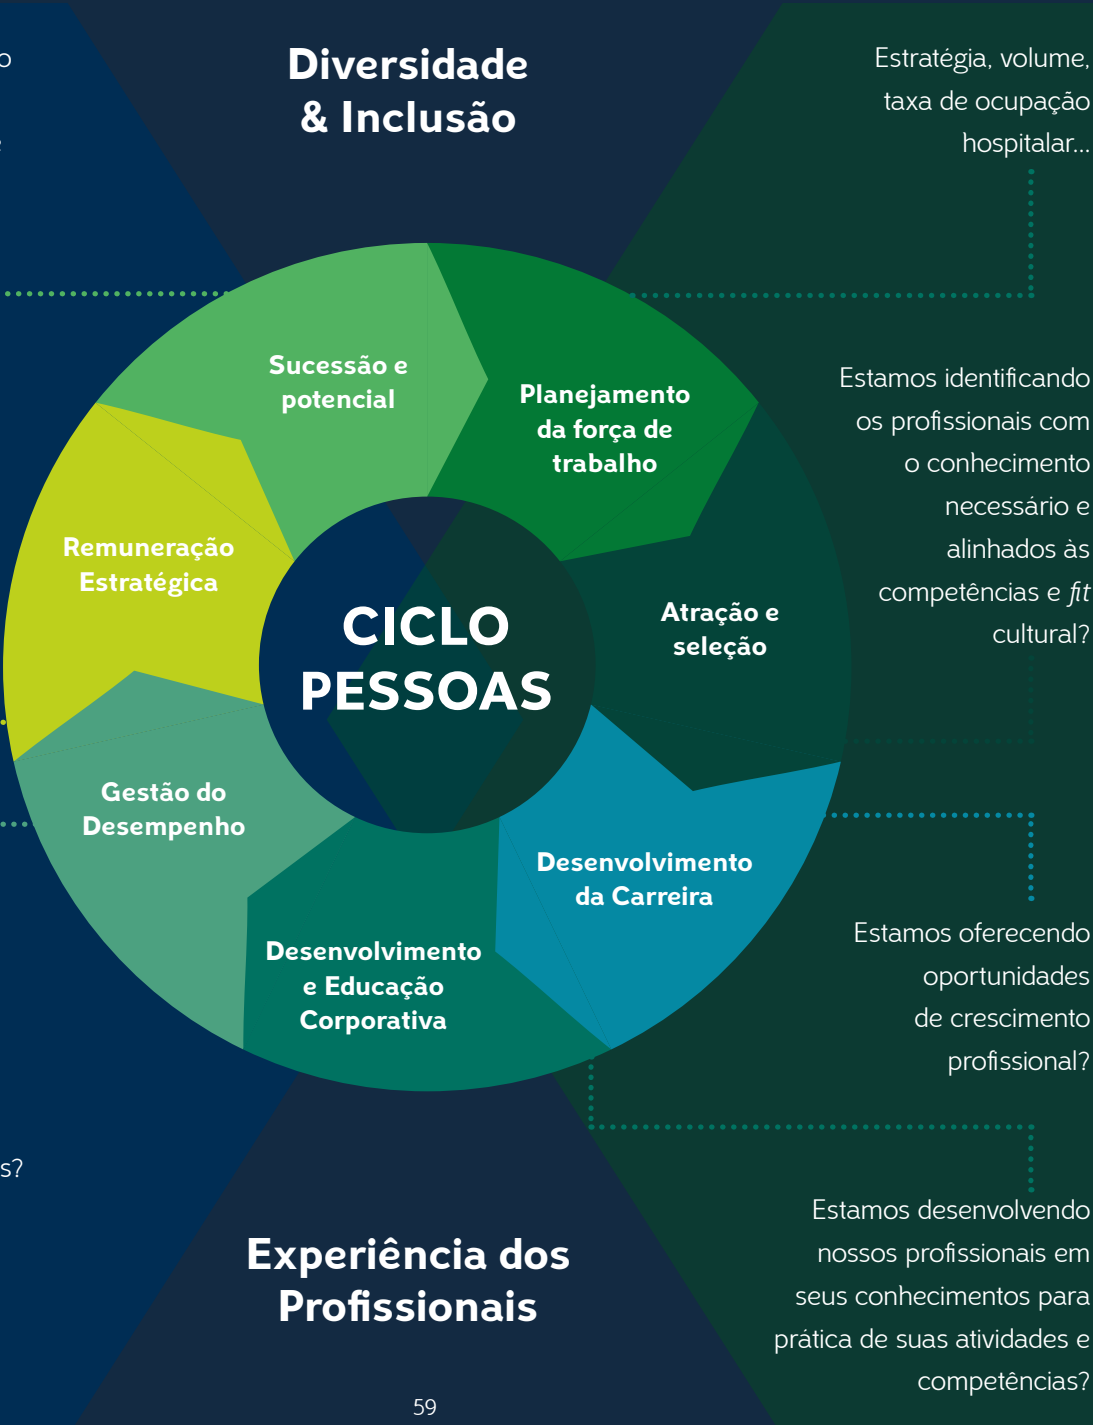 Diversidade
& Inclusão
Estratégia, volume,
taxa de ocupação
hospitalar...
Sucessão e
potencial
Planejamento
da força de
trabalho
Estamos identificando
os profissionais com
o conhecimento
necessário e
alinhados às
competências e fit
cultural?
Remuneração
Estratégica
Atração e
seleção
CICLO
PESSOAS
Gestão do
Desempenho
Desenvolvimento
da Carreira
Desenvolvimento
e Educação
Corporativa
Estamos oferecendo
oportunidades
de crescimento
profissional?
s?
Experiência dos
Profissionais
Estamos desenvolvendo
nossos profissionais em
seus conhecimentos para
prática de suas atividades e
competências?
59